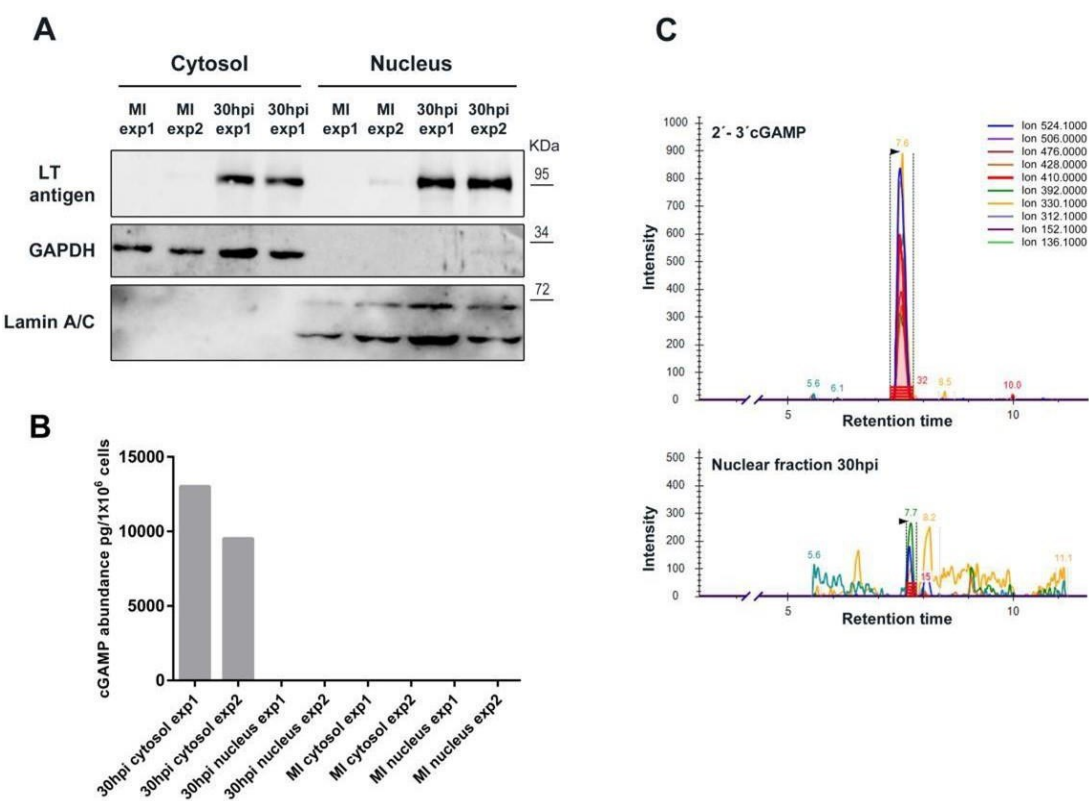 A
Cytosol Nucleus
MI MI 30hpi 30hpi MI MI 30hpi 30hpi
exp1 exp2 exp1 exp1 exp1 exp2 exp1 exp2
KDa
LT
antigen
95
GAPDH
34
Lamin A/C
72
B
cGAMP abundance pg/1x10⁶ cells
15000
10000
5000
0
30hpi cytosol exp1
30hpi cytosol exp2
30hpi nucleus exp1
30hpi nucleus exp2
MI cytosol exp1
MI cytosol exp2
MI nucleus exp1
MI nucleus exp2
C
2´- 3´cGAMP
Intensity
1000
900
800
700
600
500
400
300
200
100
0
7.6
5.6
6.1
32
10.0
5
10
Retention time
Ion 524.1000
Ion 506.0000
Ion 476.0000
Ion 428.0000
Ion 410.0000
Ion 392.0000
Ion 330.1000
Ion 312.1000
Ion 152.1000
Ion 136.1000
Nuclear fraction 30hpi
Intensity
500
400
300
200
100
0
5.6
7.7
8.2
15
11.1
5
10
Retention time